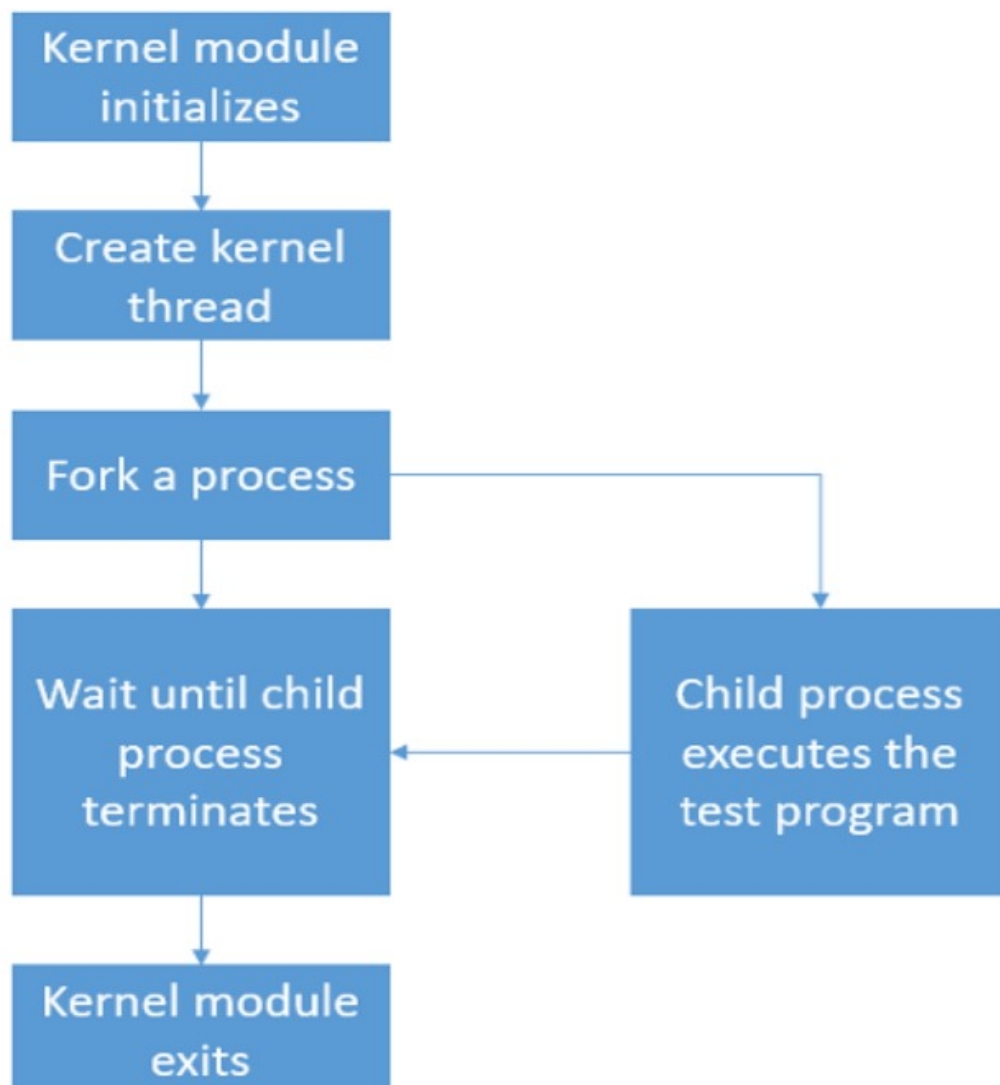 Kernel module
initializes
Create kernel
thread
Fork a process
Wait until child
process
terminates
Child process
executes the
test program
Kernel module
exits